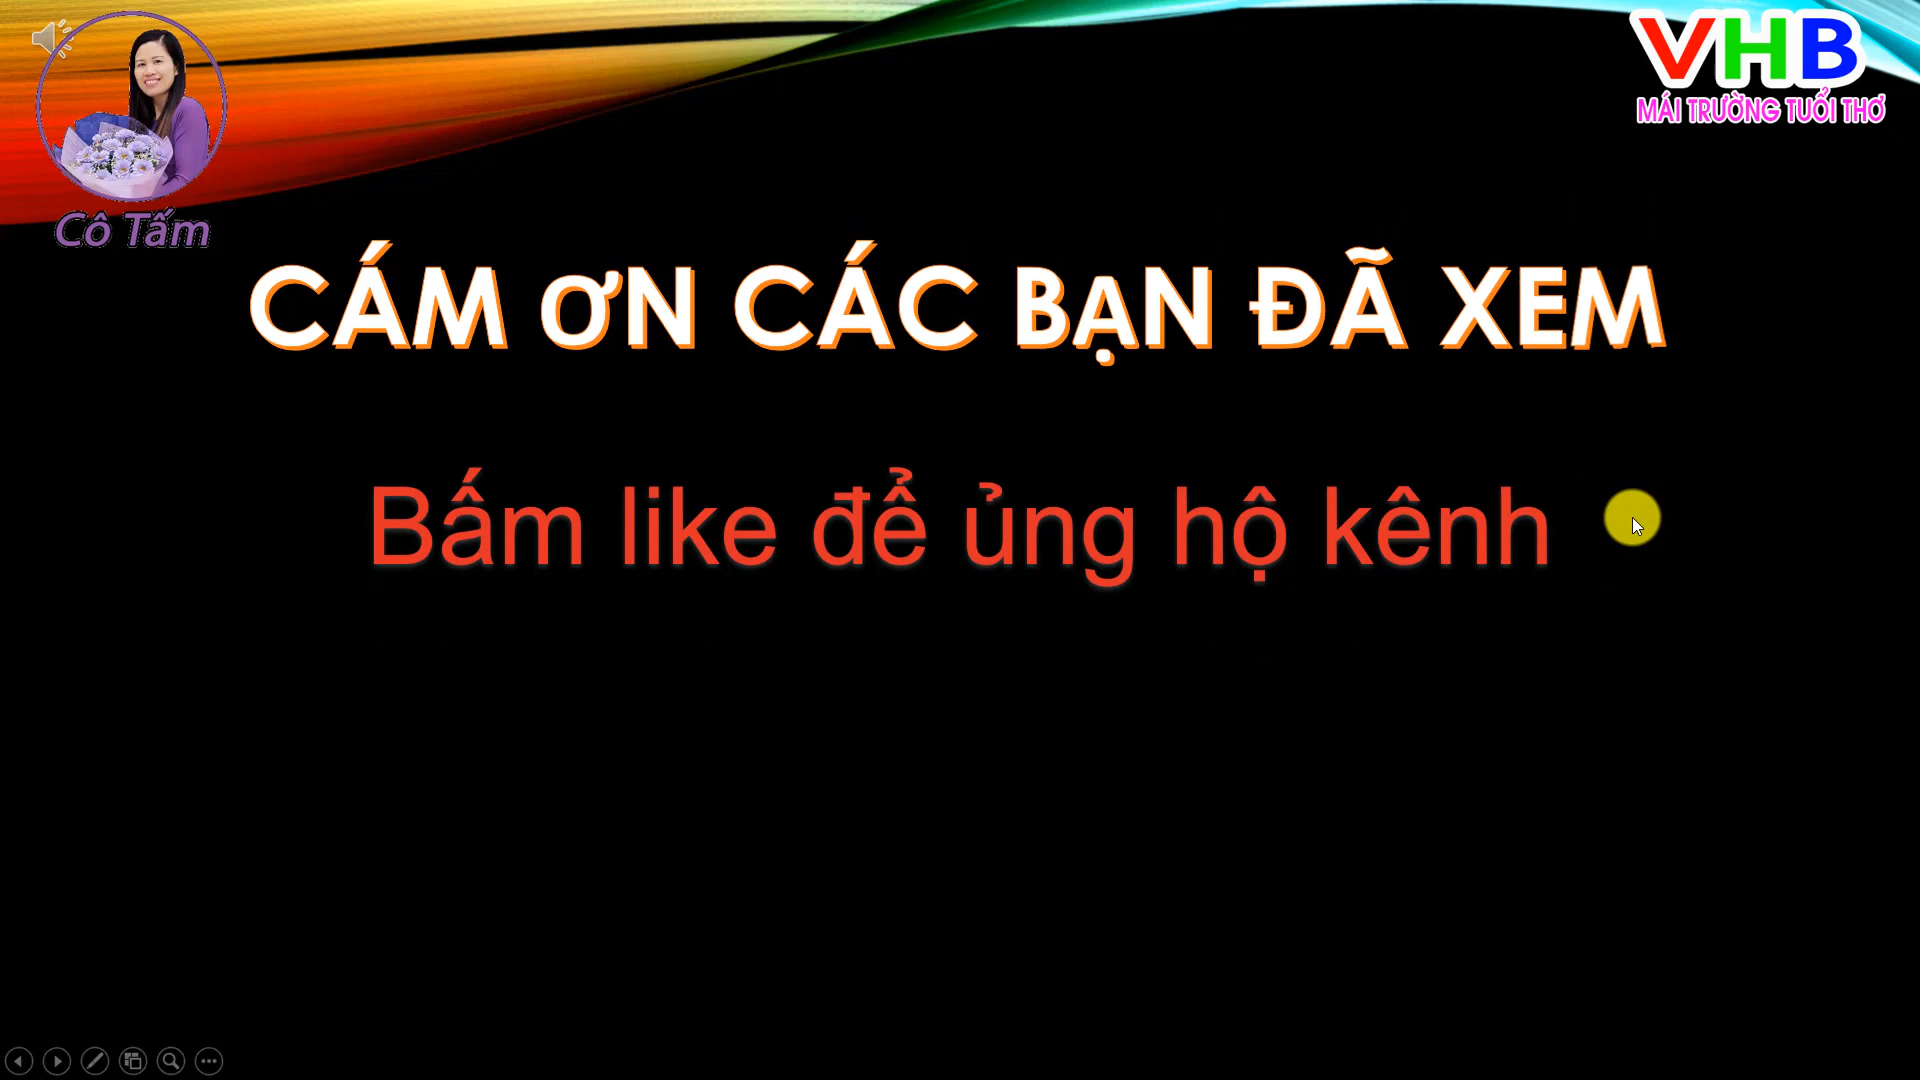 VHB
MÁI TRƯỜNG TUỔI THƠ
Cô Tấm
CÁM ƠN CÁC BẠN ĐÃ XEM
Bấm like để ủng hộ kênh